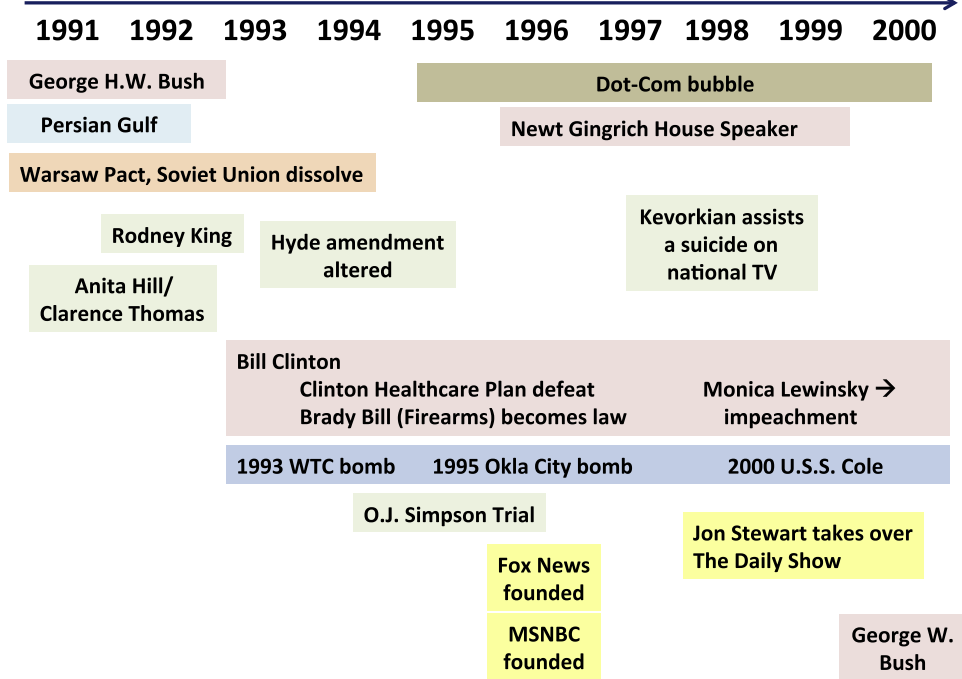 1991 1992 1993 1994 1995 1996 1997 1998 1999 2000
George H.W. Bush
Dot-Com bubble
Persian Gulf
Newt Gingrich House Speaker
Warsaw Pact, Soviet Union dissolve
Rodney King
Hyde amendment
altered
Kevorkian assists
a suicide on
national TV
Anita Hill/
Clarence Thomas
Bill Clinton
Clinton Healthcare Plan defeat
Brady Bill (Firearms) becomes law
Monica Lewinsky →
impeachment
1993 WTC bomb
1995 Okla City bomb
2000 U.S.S. Cole
O.J. Simpson Trial
Jon Stewart takes over
The Daily Show
Fox News
founded
MSNBC
founded
George W.
Bush